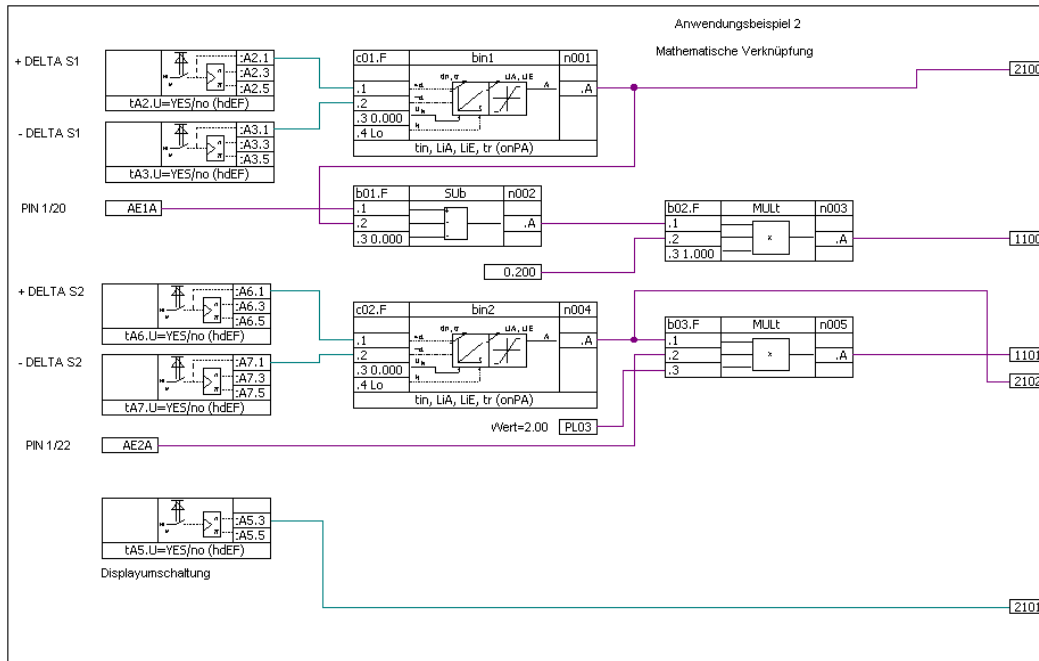 Anwendungsbeispiel 2
Mathematische Verknüpfung
+ DELTA S1
:A2.1
:A2.3
:A2.5
tA2.U=YES/no (hdEF)
- DELTA S1
:A3.1
:A3.3
:A3.5
tA3.U=YES/no (hdEF)
c01.F bin1 n001
.1
.2
.3 0.000
.4 Lo
.A
tin, LiA, LiE, tr (onPA)
2100
PIN 1/20
AE1A
b01.F SUb n002
.1
.2
.3 0.000
.A
b02.F MULt n003
.1
.2
.3 1.000
x
.A
1100
0.200
+ DELTA S2
:A6.1
:A6.3
:A6.5
tA6.U=YES/no (hdEF)
- DELTA S2
:A7.1
:A7.3
:A7.5
tA7.U=YES/no (hdEF)
c02.F bin2 n004
.1
.2
.3 0.000
.4 Lo
.A
tin, LiA, LiE, tr (onPA)
b03.F MULt n005
.1
.2
.3
x
.A
1101
2102
Wert=2.00 PL03
PIN 1/22
AE2A
:A5.3
:A5.5
tA5.U=YES/no (hdEF)
Displayumschaltung
2101